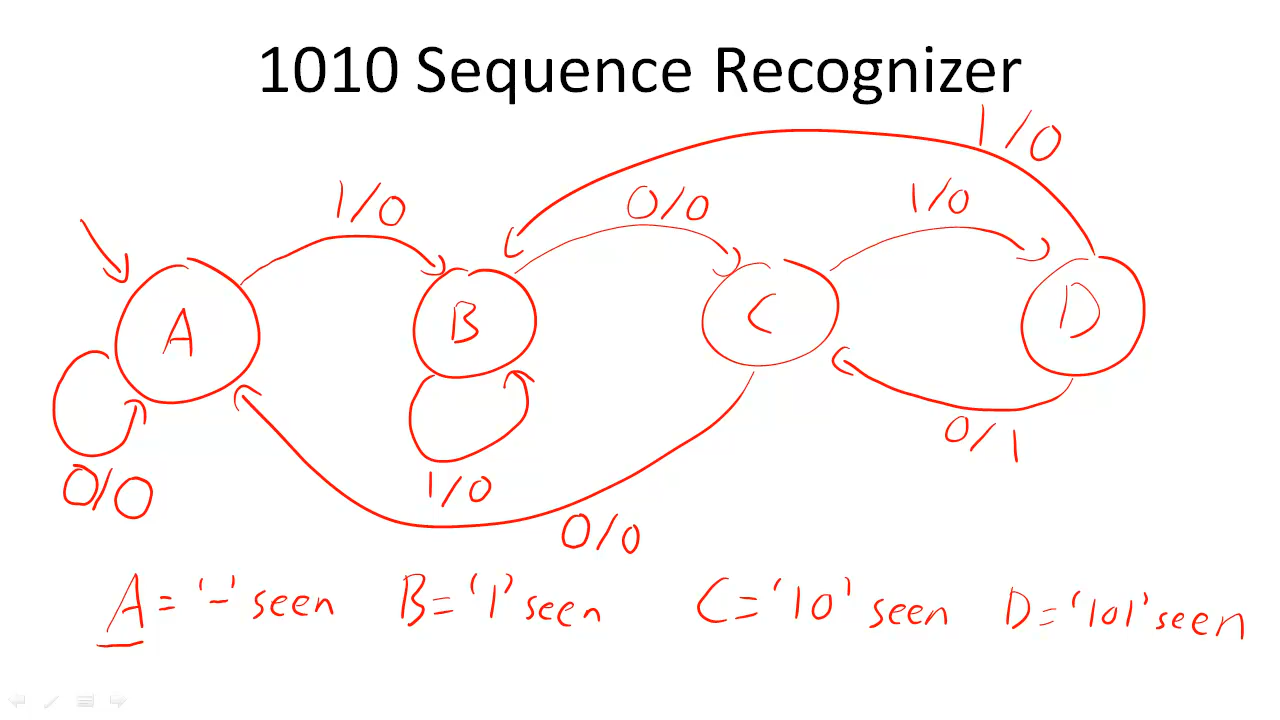 1010 Sequence Recognizer
1/0
1/0
0/0
1/0
A
B
C
D
0/0
1/0
0/0
0/1
A = '-' seen
B = '1' seen
C = '10' seen
D = '101' seen